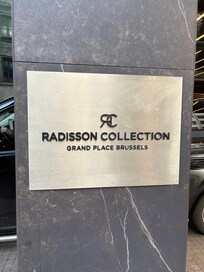 RC
RADISSON COLLECTION
GRAND PLACE BRUSSELS